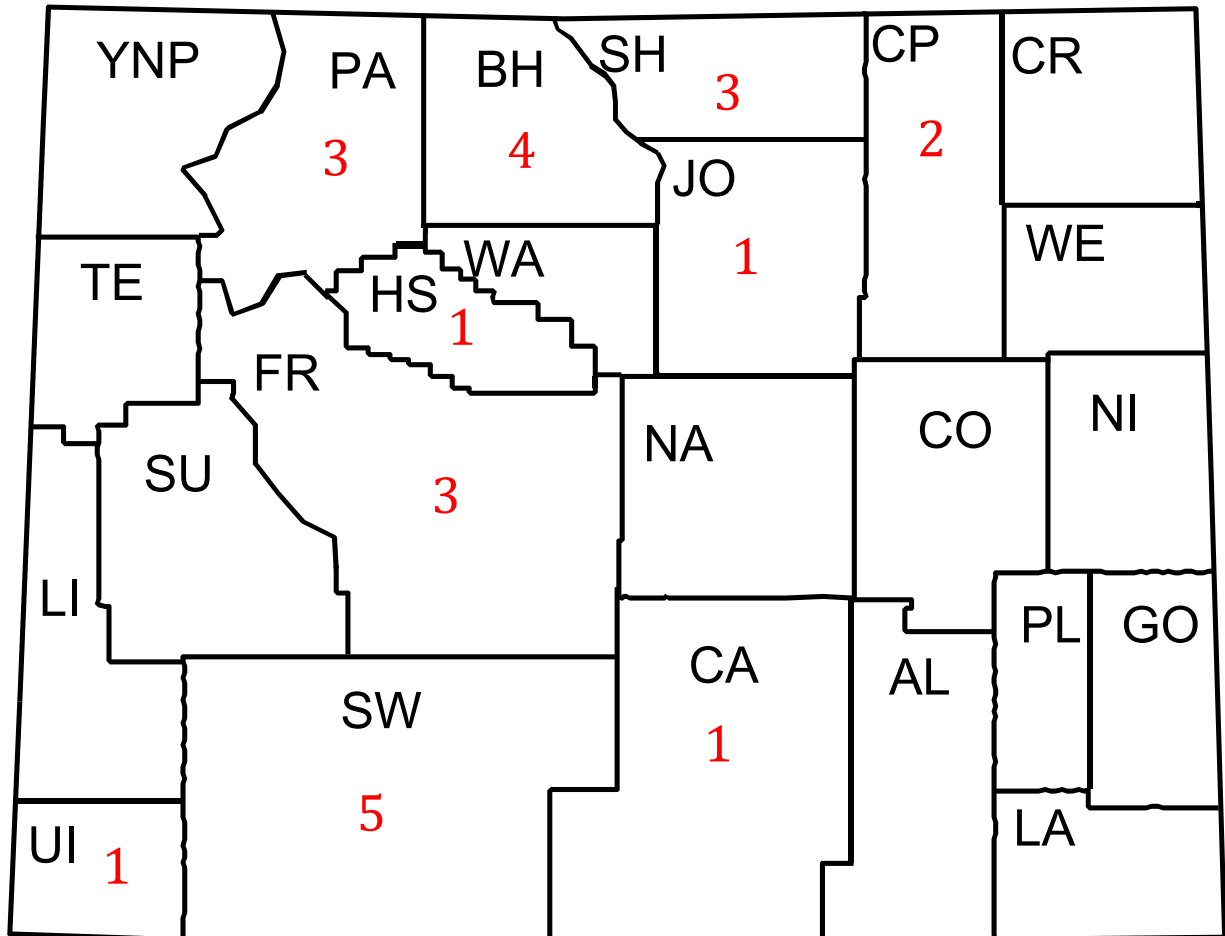 YNP PA BH SH CP CR
3 4 3 2
JO
TE HS WA 1 WE
1
FR
SU NA CO NI
3
LI PL GO
SW CA AL
5 1
UI 1 LA